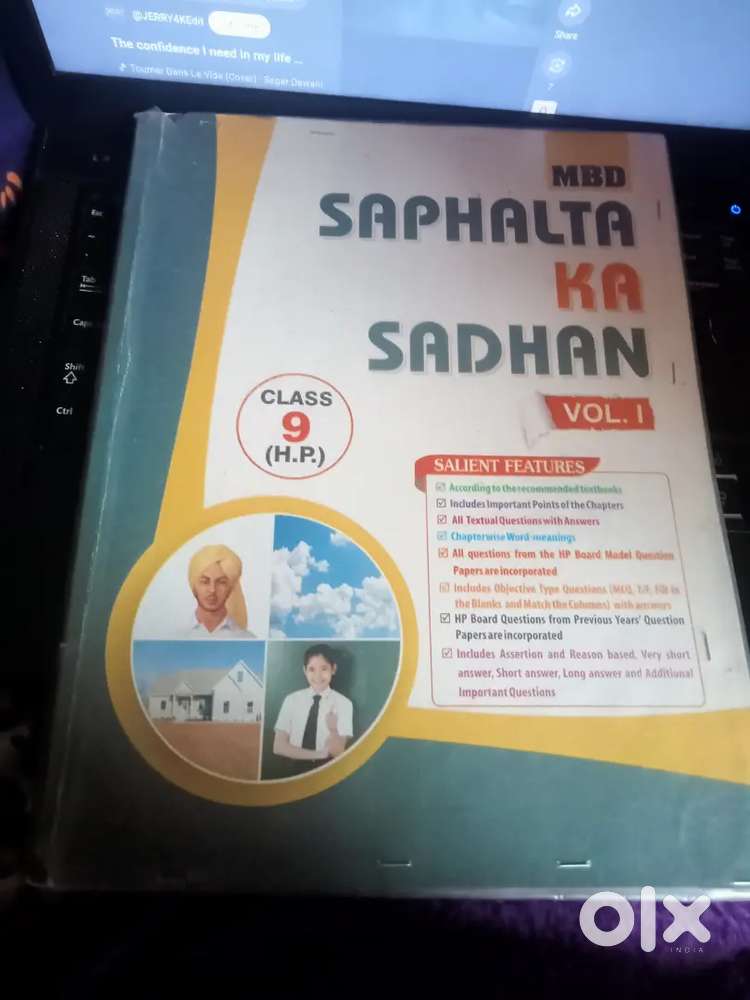 @JERRY4KEdit
The confidence I need in my life ...
Share
MBD
SAPHALTA
KA
SADHAN
VOL. I
CLASS
9
(H.P.)
SALIENT FEATURES
According to the recommended textbooks
Includes Important Points of the Chapters
All Textual Questions with Answers
Chapterwise Word-meanings
All questions from the HP Board Model Question
Papers are incorporated
Includes Objective Type Questions (MCQ, T/F, Fill in
the Blanks and Match the Columns) with answers
HP Board Questions from Previous Years' Question
Papers are incorporated
Includes Assertion and Reason based, Very short
answer, Short answer, Long answer and Additional
Important Questions
Esc
Tab
Caps
Shift
Ctrl
olx
INDIA